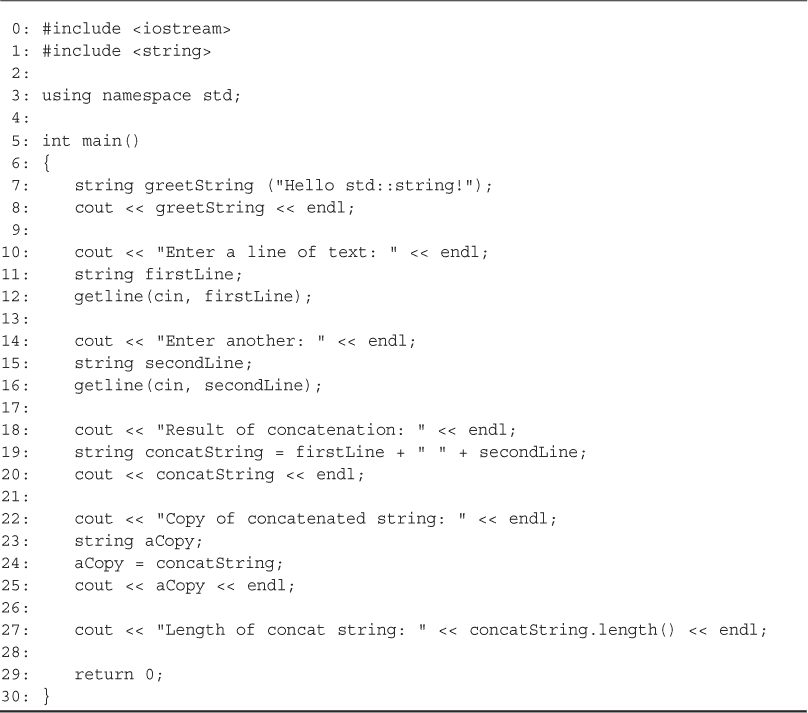 0: #include <iostream>
1: #include <string>
2:
3: using namespace std;
4:
5: int main()
6: {
7:    string greetString ("Hello std::string!");
8:    cout << greetString << endl;
9:
10:    cout << "Enter a line of text: " << endl;
11:    string firstLine;
12:    getline(cin, firstLine);
13:
14:    cout << "Enter another: " << endl;
15:    string secondLine;
16:    getline(cin, secondLine);
17:
18:    cout << "Result of concatenation: " << endl;
19:    string concatString = firstLine + " " + secondLine;
20:    cout << concatString << endl;
21:
22:    cout << "Copy of concatenated string: " << endl;
23:    string aCopy;
24:    aCopy = concatString;
25:    cout << aCopy << endl;
26:
27:    cout << "Length of concat string: " << concatString.length() << endl;
28:
29:    return 0;
30: }